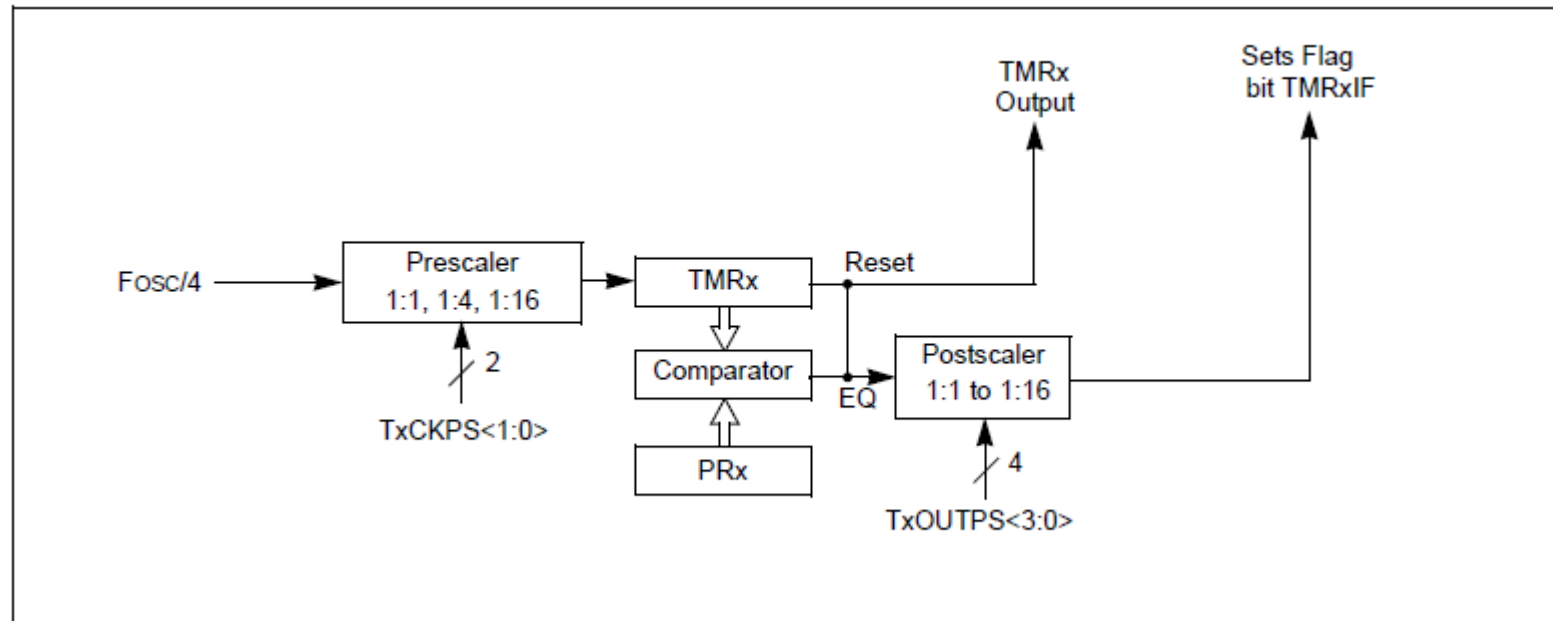 TMRx
Output
Sets Flag
bit TMRxIF
Fosc/4
Prescaler
1:1, 1:4, 1:16
2
TxCKPS<1:0>
TMRx
Reset
Comparator
EQ
PRx
Postscaler
1:1 to 1:16
4
TxOUTPS<3:0>